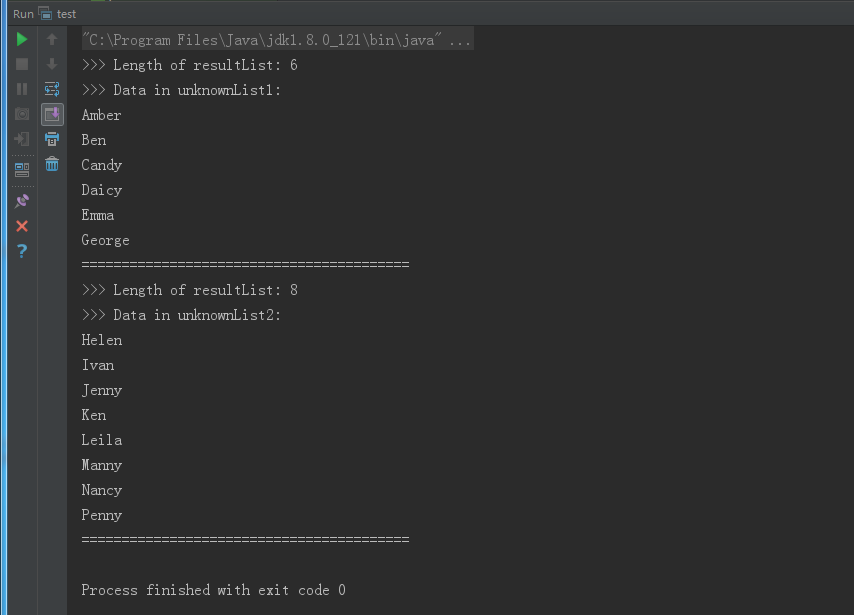 Run test
"C:\Program Files\Java\jdk1.8.0_121\bin\java" ...
>>> Length of resultList: 6
>>> Data in unknownList1:
Amber
Ben
Candy
Daicy
Emma
George
=========================================
>>> Length of resultList: 8
>>> Data in unknownList2:
Helen
Ivan
Jenny
Ken
Leila
Manny
Nancy
Penny
=========================================
Process finished with exit code 0